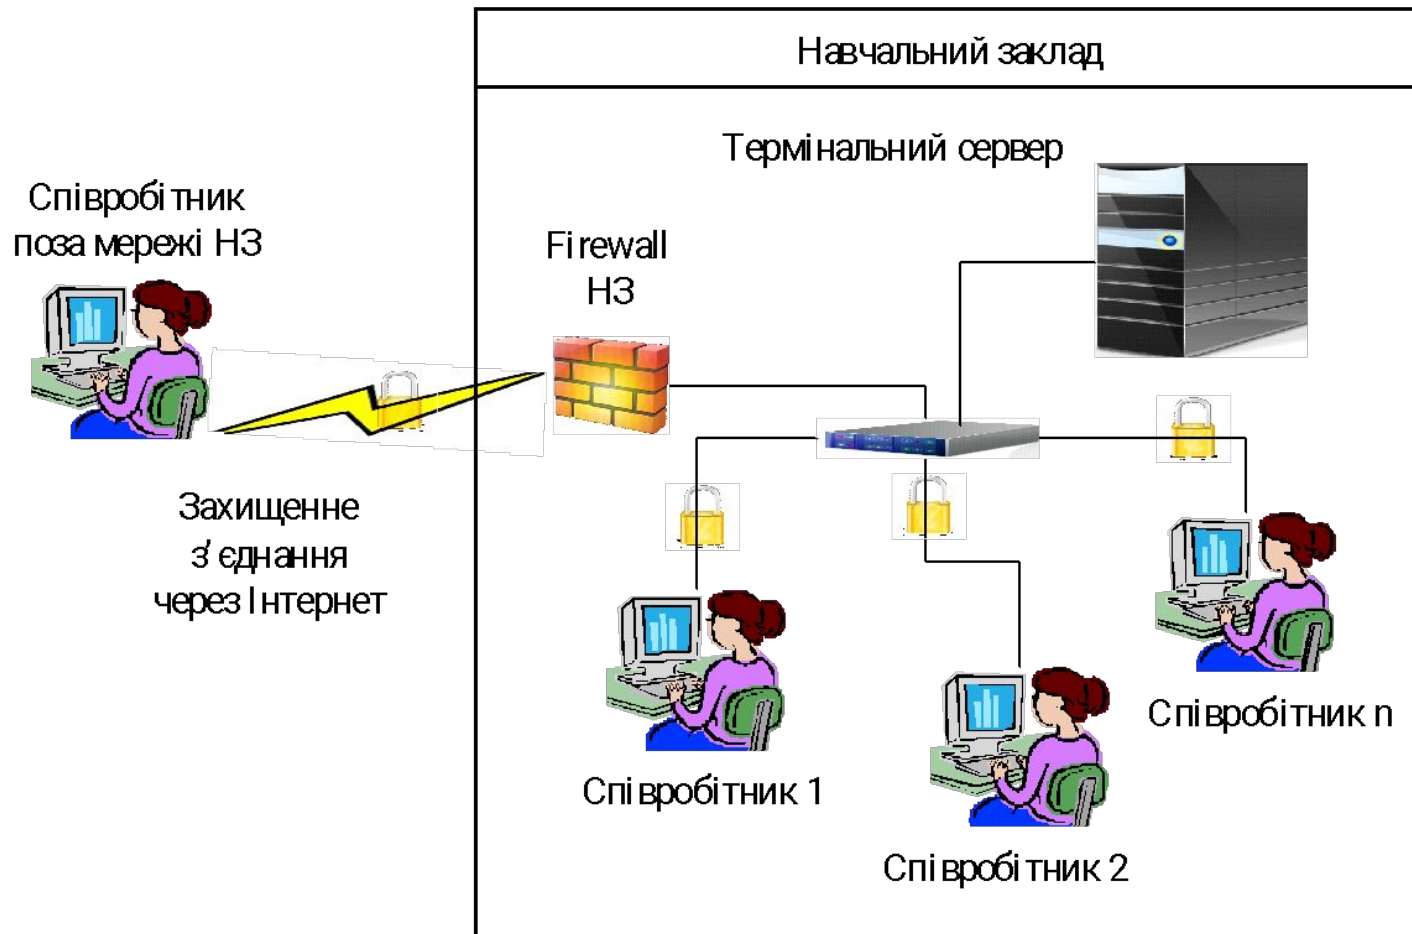 Навчальний заклад
Термінальний сервер
Співробітник
поза мережі НЗ
Firewall
НЗ
Захищенне
з'єднання
через Інтернет
Співробітник n
Співробітник 1
Співробітник 2